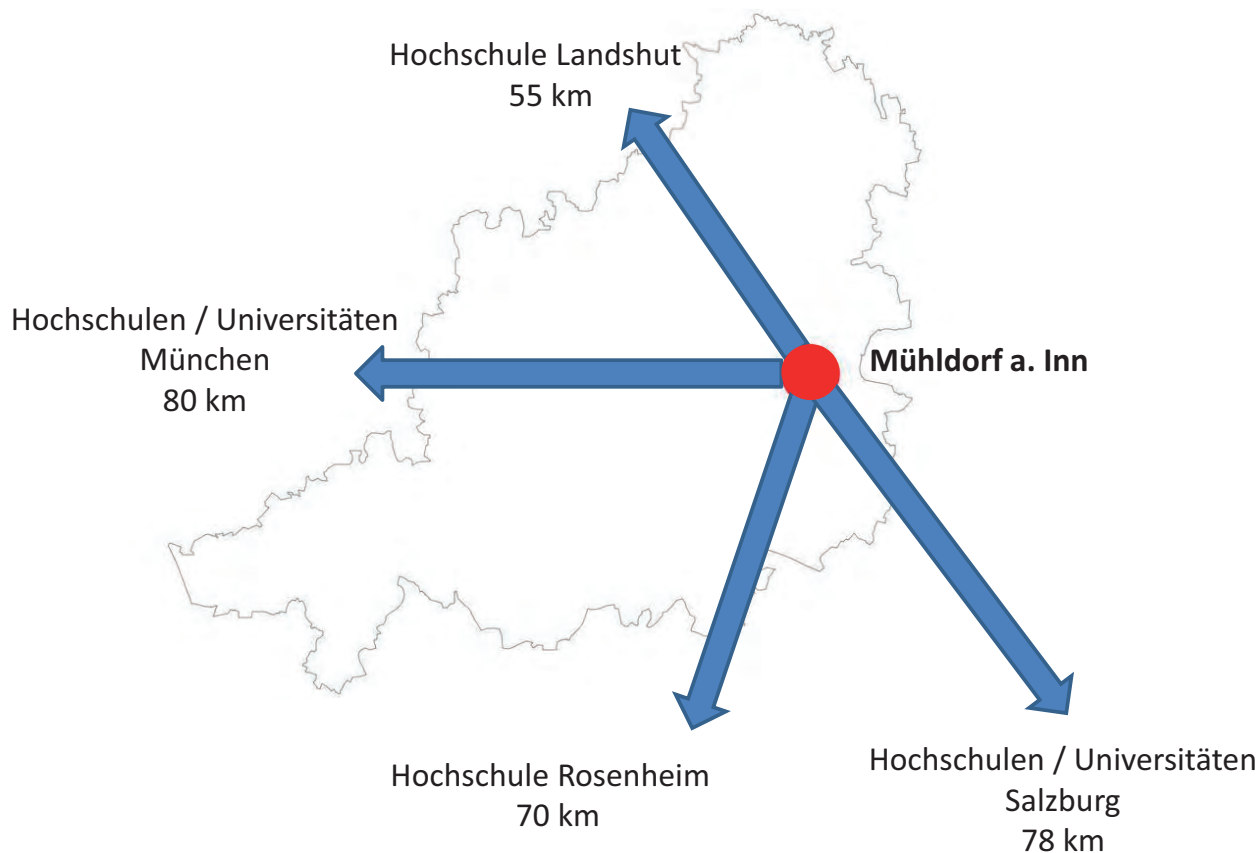 Hochschule Landshut
55 km
Hochschulen / Universitäten
München
80 km
Mühldorf a. Inn
Hochschule Rosenheim
70 km
Hochschulen / Universitäten
Salzburg
78 km